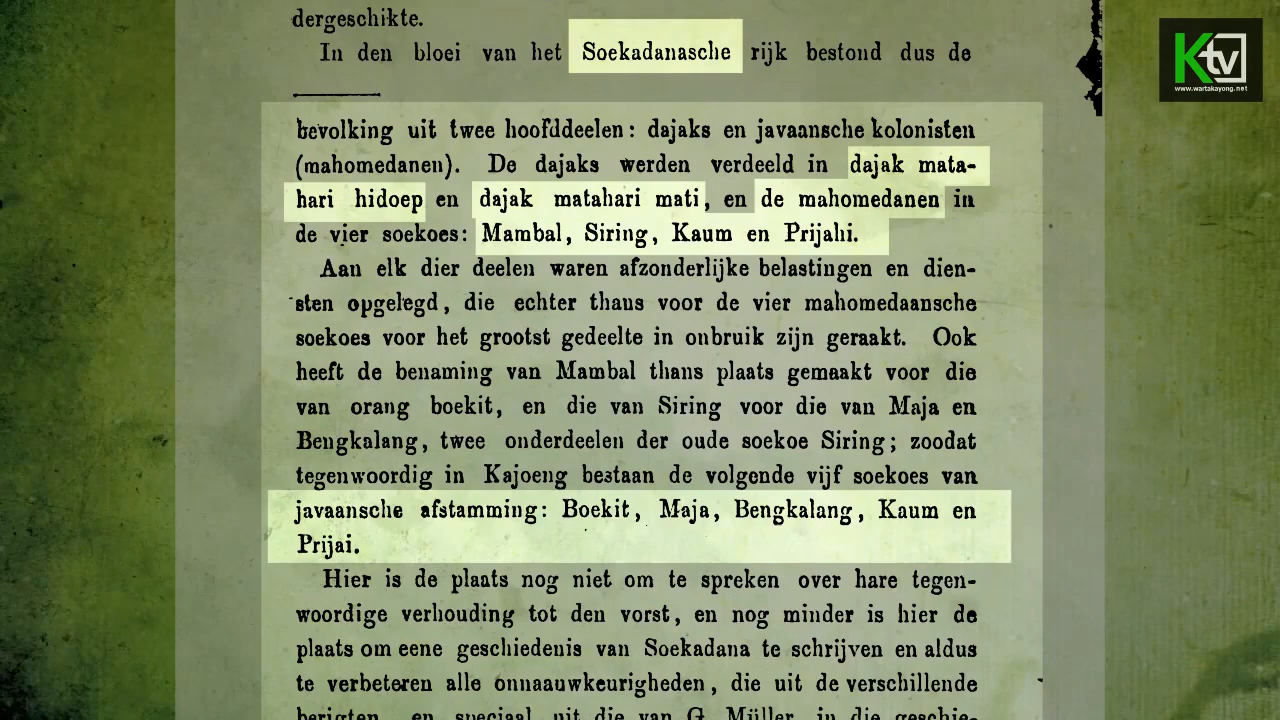 dergeschikte.
In den bloei van het Soekadanasche rijk bestond dus de
bevolking uit twee hoofddeelen: dajaks en javaansche kolonisten
(mahomedanen). De dajaks werden verdeeld in dajak mata-
hari hidoep en dajak matahari mati, en de mahomedanen in
de vier soekoes: Mambal, Siring, Kaum en Prijahi.
Aan elk dier deelen waren afzonderlijke belastingen en dien-
sten opgelegd, die echter thans voor de vier mahomedaansche
soekoes voor het grootst gedeelte in onbruik zijn geraakt. Ook
heeft de benaming van Mambal thans plaats gemaakt voor die
van orang boekit, en die van Siring voor die van Maja en
Bengkalang, twee onderdeelen der oude soekoe Siring; zoodat
tegenwoordig in Kajoeng bestaan de volgende vijf soekoes van
javaansche afstamming: Boekit, Maja, Bengkalang, Kaum en
Prijai.
Hier is de plaats nog niet om te spreken over hare tegen-
woordige verhouding tot den vorst, en nog minder is hier de
plaats om eene geschiedenis van Soekadana te schrijven en aldus
te verbeteren alle onnaauwkeurigheden, die uit de verschillende
berigten, en speciaal uit die van G. Müller, in die geschie-
Ktv
www.wartakayong.net